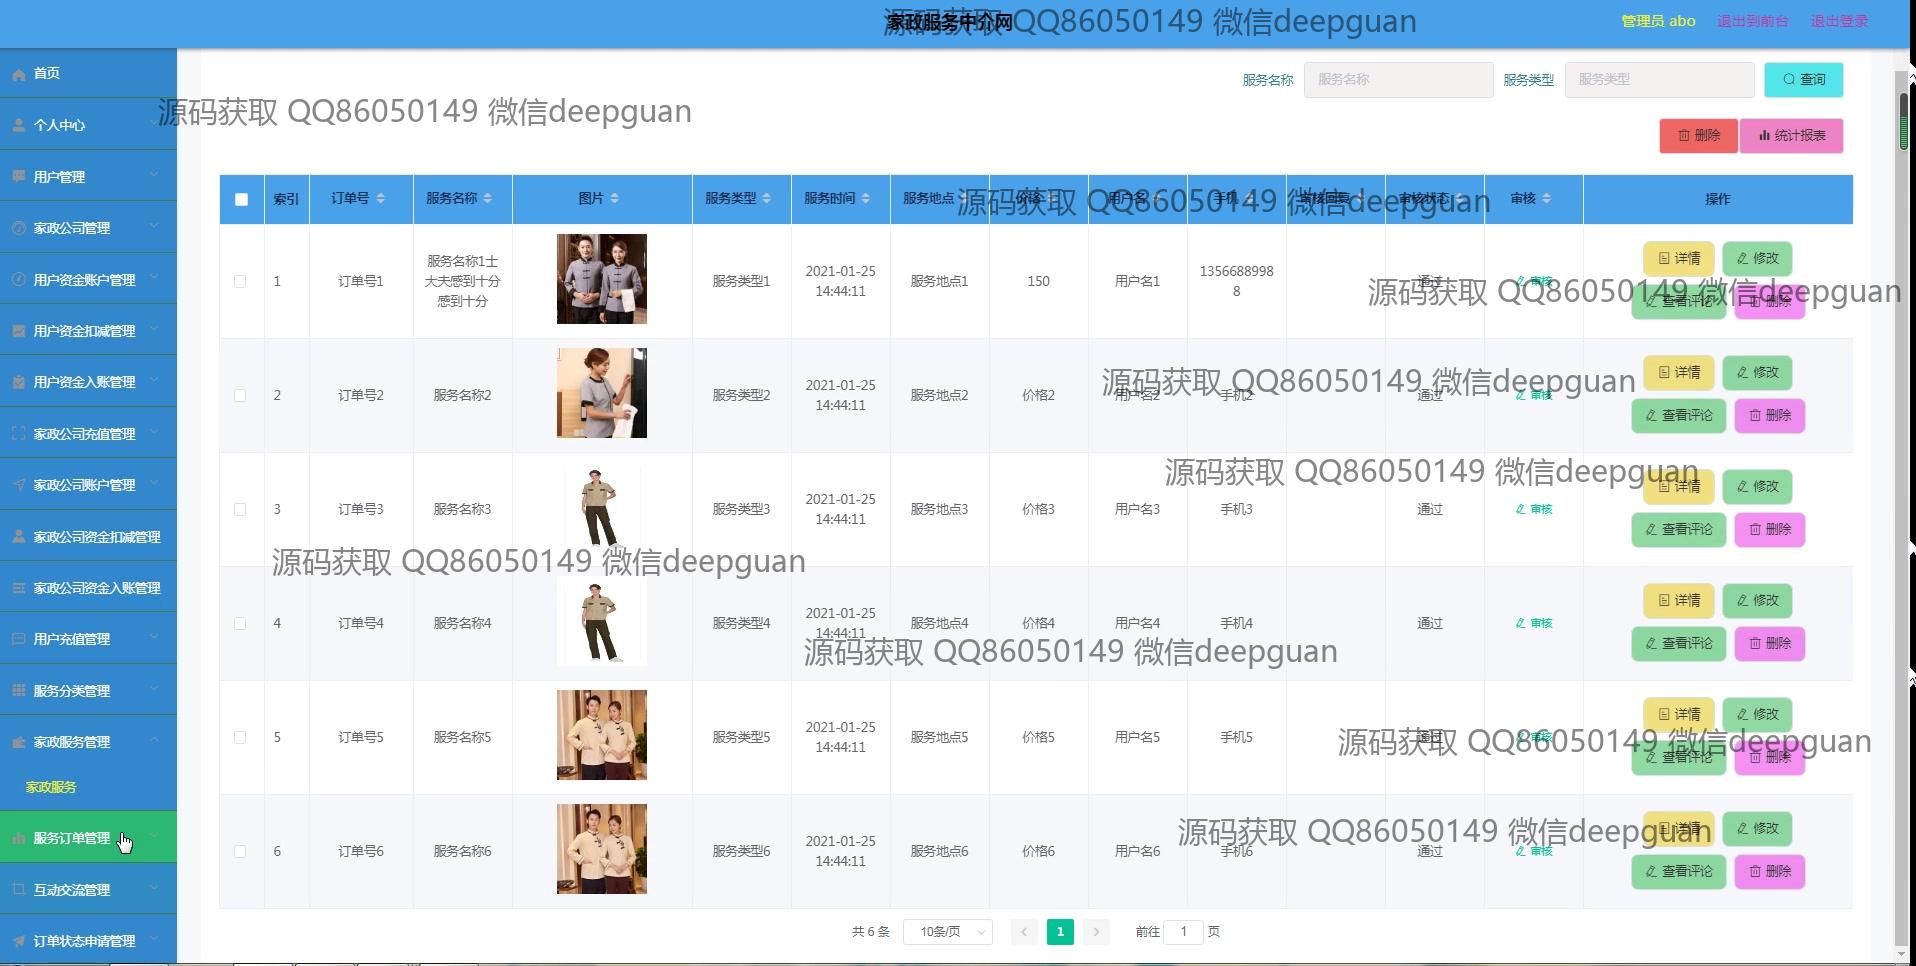 家政服务中介网
源码获取 QQ86050149 微信deepguan
管理员 abo
退出到前台
退出登录
首页
个人中心
用户管理
家政公司管理
用户资金账户管理
用户资金扣减管理
用户资金入账管理
家政公司充值管理
家政公司账户管理
家政公司资金扣减管理
家政公司资金入账管理
用户充值管理
服务分类管理
家政服务管理
家政服务
服务订单管理
互动交流管理
订单状态申请管理
服务名称 服务名称 服务类型 服务类型 查询
源码获取 QQ86050149 微信deepguan
删除 统计报表
索引 订单号 服务名称 图片 服务类型 服务时间 服务地点 价格 用户名 手机 审核回复 审核状态 审核 操作
源码获取 QQ86050149 微信deepguan
1 订单号1 服务名称1士大夫感到十分感到十分 服务类型1 2021-01-25 14:44:11 服务地点1 150 用户名1 13566889988 通过 审核 详情 修改 查看评论 删除
源码获取 QQ86050149 微信deepguan
2 订单号2 服务名称2 服务类型2 2021-01-25 14:44:11 服务地点2 价格2 用户名2 手机2 通过 审核 详情 修改 查看评论 删除
源码获取 QQ86050149 微信deepguan
3 订单号3 服务名称3 服务类型3 2021-01-25 14:44:11 服务地点3 价格3 用户名3 手机3 通过 审核 详情 修改 查看评论 删除
源码获取 QQ86050149 微信deepguan
源码获取 QQ86050149 微信deepguan
4 订单号4 服务名称4 服务类型4 2021-01-25 14:44:11 服务地点4 价格4 用户名4 手机4 通过 审核 详情 修改 查看评论 删除
源码获取 QQ86050149 微信deepguan
5 订单号5 服务名称5 服务类型5 2021-01-25 14:44:11 服务地点5 价格5 用户名5 手机5 通过 审核 详情 修改 查看评论 删除
源码获取 QQ86050149 微信deepguan
6 订单号6 服务名称6 服务类型6 2021-01-25 14:44:11 服务地点6 价格6 用户名6 手机6 通过 审核 详情 修改 查看评论 删除
源码获取 QQ86050149 微信deepguan
共 6 条 10条/页 1 前往 1 页